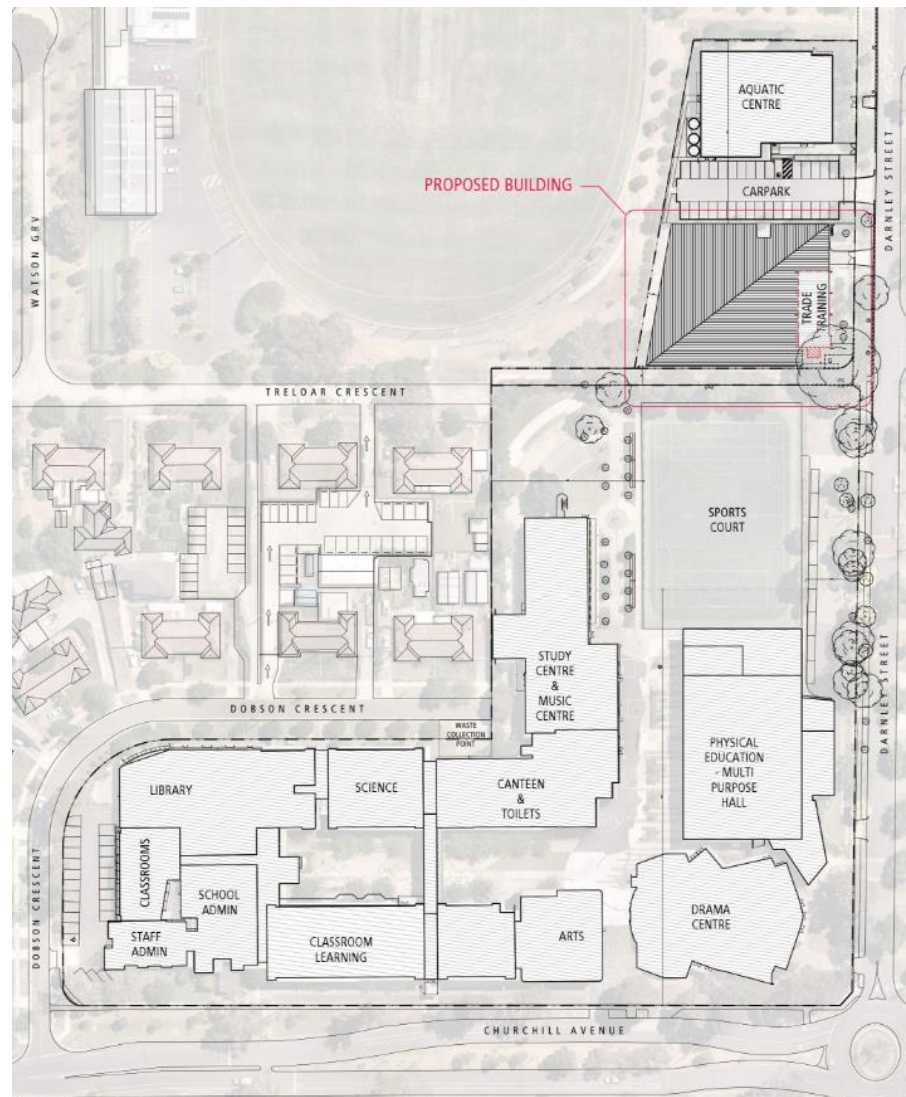 AQUATIC
CENTRE
DARNLEY STREET
PROPOSED BUILDING
CARPARK
WATSON GRV
TRADE
TRAINING
TRELOAR CRESCENT
SPORTS
COURT
STUDY
CENTRE
&
MUSIC
CENTRE
DOBSON CRESCENT
WASTE
COLLECTION
POINT
DARNLEY STREET
PHYSICAL
EDUCATION
- MULTI
PURPOSE
HALL
LIBRARY
SCIENCE
CANTEEN
&
TOILETS
CLASSROOMS
SCHOOL
ADMIN
DOBSON CRESCENT
STAFF
ADMIN
CLASSROOM
LEARNING
ARTS
DRAMA
CENTRE
CHURCHILL AVENUE